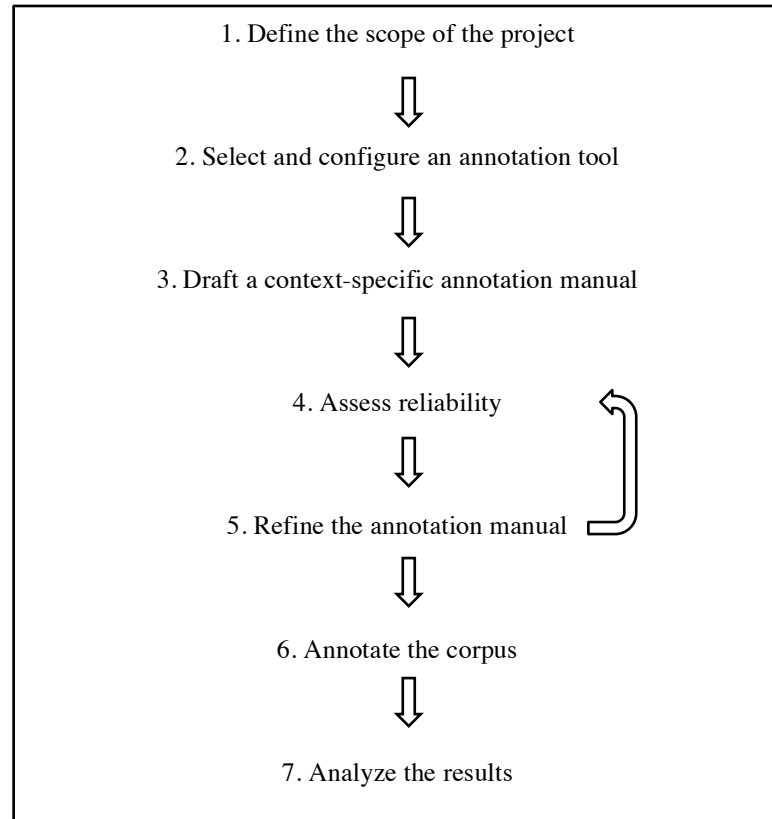 1. Define the scope of the project
2. Select and configure an annotation tool
3. Draft a context-specific annotation manual
4. Assess reliability
5. Refine the annotation manual
6. Annotate the corpus
7. Analyze the results